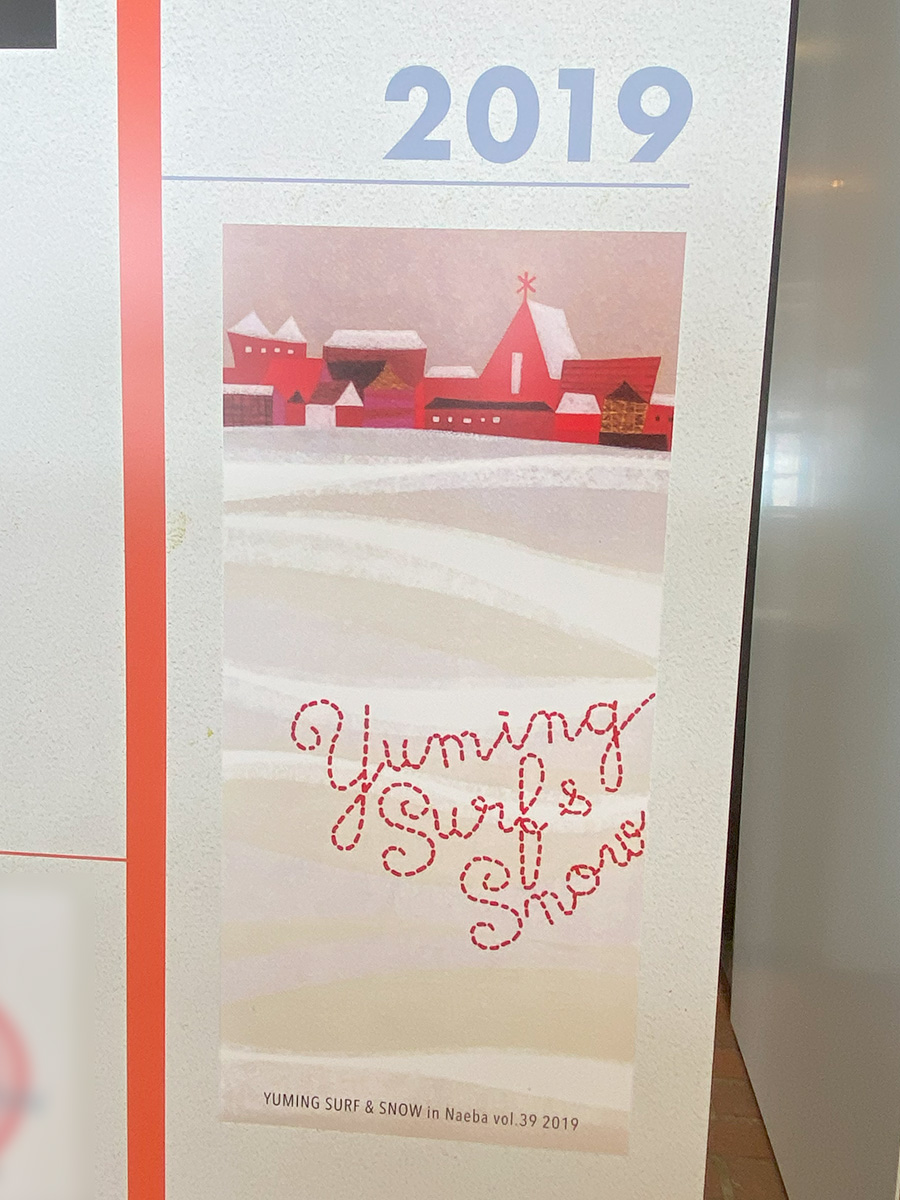 2019
Yuming
Surf &
Snow
YUMING SURF & SNOW in Naeba vol.39 2019